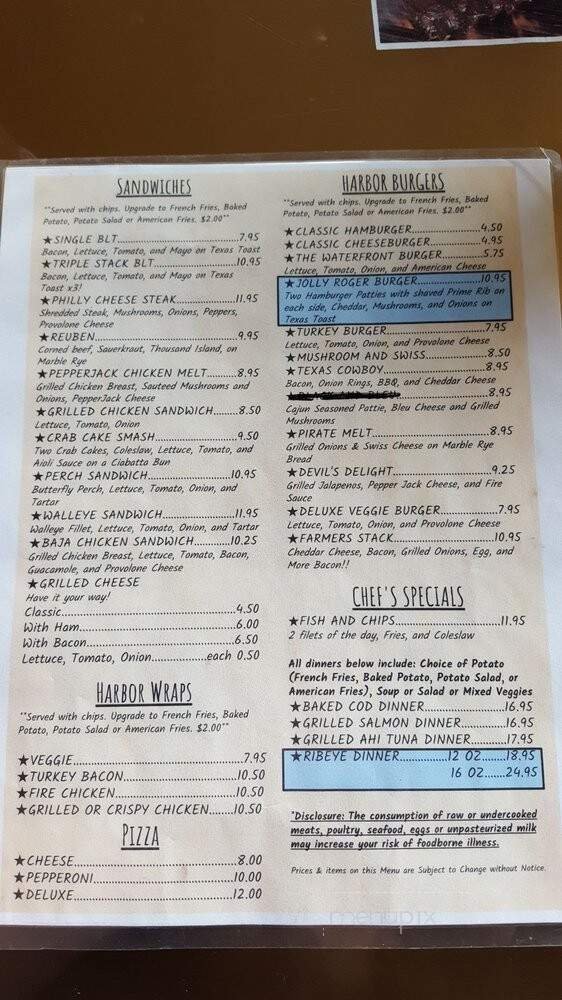 SANDWICHES
"Served with chips. Upgrade to French Fries, Baked
Potato, Potato Salad or American Fries. $2.00"
★SINGLE BLT..............................7.95
Bacon, Lettuce, Tomato, and Mayo on Texas Toast
★TRIPLE STACK BLT....................10.95
Bacon, Lettuce, Tomato, and Mayo on Texas
Toast x3!
★PHILLY CHEESE STEAK..............11.95
Shredded Steak, Mushrooms, Onions, Peppers,
Provolone Cheese
★REUBEN..................................9.95
Corned beef, Sauerkraut, Thousand Island, on
Marble Rye
★PEPPERJACK CHICKEN MELT.......8.95
Grilled Chicken Breast, Sauteed Mushrooms and
Onions, PepperJack Cheese
★GRILLED CHICKEN SANDWICH......8.50
Lettuce, Tomato, Onion
★CRAB CAKE SMASH...................9.50
Two Crab Cakes, Coleslaw, Lettuce, Tomato, and
Aioli Sauce on a Ciabatta Bun
★PERCH SANDWICH....................10.95
Butterfly Perch, Lettuce, Tomato, Onion, and
Tartar
★WALLEYE SANDWICH.................11.95
Walleye Fillet, Lettuce, Tomato, Onion, and Tartar
★BAJA CHICKEN SANDWICH.........10.25
Grilled Chicken Breast, Lettuce, Tomato, Bacon,
Guacamole, and Provolone Cheese
★GRILLED CHEESE
Have it your way!
Classic......................................4.50
With Ham..................................6.00
With Bacon................................6.50
Lettuce, Tomato, Onion.............each 0.50
HARBOR WRAPS
"Served with chips. Upgrade to French Fries, Baked
Potato, Potato Salad or American Fries. $2.00"
★VEGGIE....................................7.95
★TURKEY BACON.........................10.50
★FIRE CHICKEN...........................10.50
★GRILLED OR CRISPY CHICKEN......10.50
PIZZA
★CHEESE....................................8.00
★PEPPERONI...............................10.00
★DELUXE....................................12.00
HARBOR BURGERS
"Served with chips. Upgrade to French Fries, Baked
Potato, Potato Salad or American Fries. $2.00"
★CLASSIC HAMBURGER...............4.50
★CLASSIC CHEESEBURGER...........4.95
★THE WATERFRONT BURGER........5.75
Lettuce, Tomato, Onion, and American Cheese
★JOLLY ROGER BURGER..............10.95
Two Hamburger Patties with shaved Prime Rib on
each side, Cheddar, Mushrooms, and Onions on
Texas Toast
★TURKEY BURGER.......................7.95
Lettuce, Tomato, Onion, and Provolone Cheese
★MUSHROOM AND SWISS..............8.50
★TEXAS COWBOY........................8.95
Bacon, Onion Rings, BBQ, and Cheddar Cheese
..................8.95
Cajun Seasoned Pattie, Bleu Cheese and Grilled
Mushrooms
★PIRATE MELT............................8.95
Grilled Onions & Swiss Cheese on Marble Rye
Bread
★DEVIL'S DELIGHT.......................9.25
Grilled Jalapenos, Pepper Jack Cheese, and Fire
Sauce
★DELUXE VEGGIE BURGER............7.95
Lettuce, Tomato, Onion, and Provolone Cheese
★FARMERS STACK.......................10.95
Cheddar Cheese, Bacon, Grilled Onions, Egg, and
More Bacon!!
CHEF'S SPECIALS
★FISH AND CHIPS........................11.95
2 filets of the day, Fries, and Coleslaw
All dinners below include: Choice of Potato
(French Fries, Baked Potato, Potato Salad, or
American Fries), Soup or Salad or Mixed Veggies
★BAKED COD DINNER..................16.95
★GRILLED SALMON DINNER..........16.95
★GRILLED AHI TUNA DINNER........17.95
★RIBEYE DINNER...........12 OZ......18.95
16 OZ......24.95
"Disclosure: The consumption of raw or undercooked
meats, poultry, seafood, eggs or unpasteurized milk
may increase your risk of foodborne illness.
Prices & items on this Menu are Subject to Change without Notice.
menupix